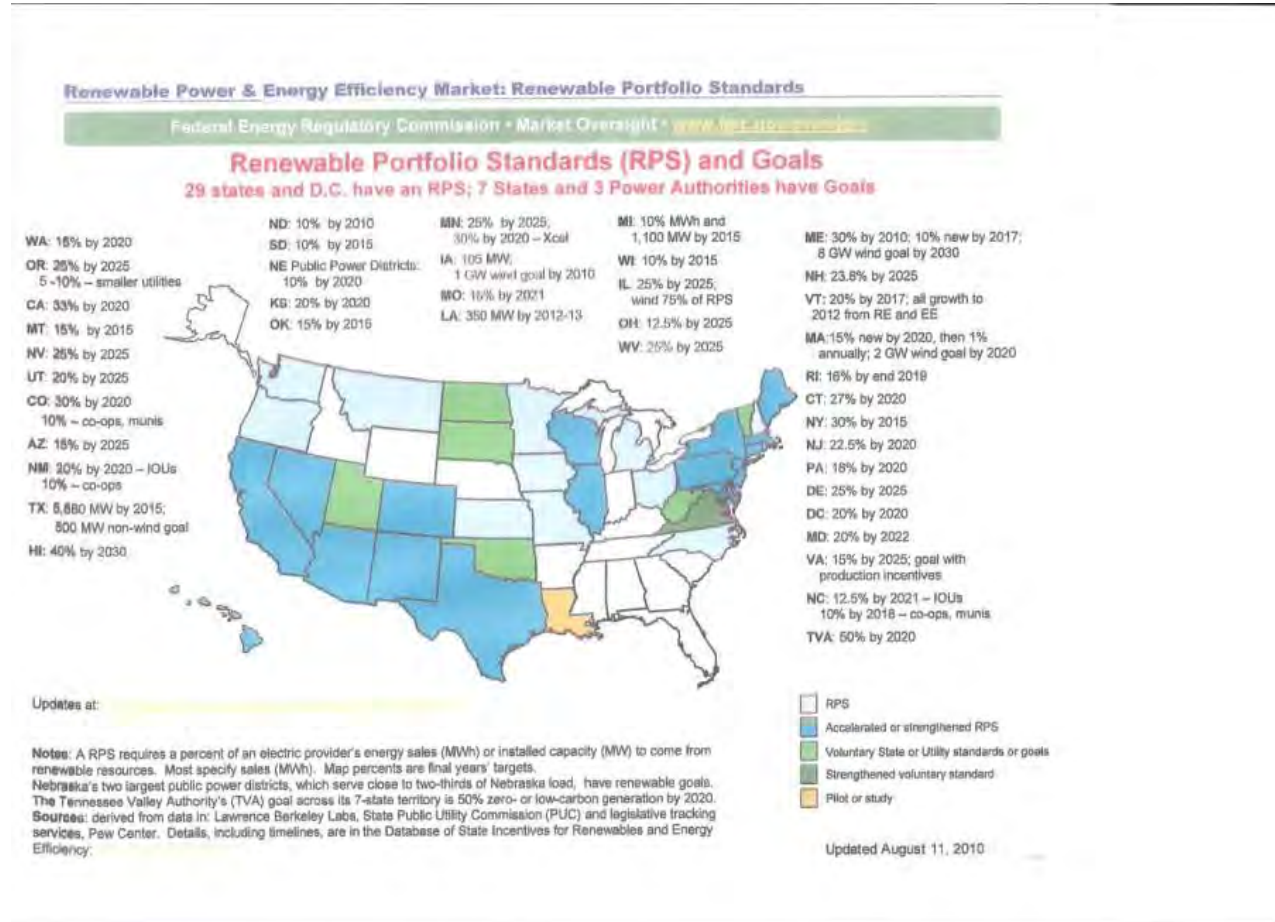 Renewable Power & Energy Efficiency Market: Renewable Portfolio Standards
Federal Energy Regulatory Commission • Market Oversight •
Renewable Portfolio Standards (RPS) and Goals
29 states and D.C. have an RPS; 7 States and 3 Power Authorities have Goals
WA: 15% by 2020
OR: 25% by 2025
5 -10% – smaller utilities
CA: 33% by 2020
MT: 15% by 2015
NV: 25% by 2025
UT: 20% by 2025
CO: 30% by 2020
10% – co-ops, munis
AZ: 15% by 2025
NM: 20% by 2020 – IOUs
10% – co-ops
TX: 5,880 MW by 2015;
500 MW non-wind goal
HI: 40% by 2030
ND: 10% by 2010
SD: 10% by 2015
NE Public Power Districts:
10% by 2020
KS: 20% by 2020
OK: 15% by 2015
MN: 25% by 2025,
30% by 2020 – Xcel
IA: 105 MW;
1 GW wind goal by 2010
MO: 15% by 2021
LA: 350 MW by 2012-13
MI: 10% MWh and
1,100 MW by 2015
WI: 10% by 2015
IL: 25% by 2025;
wind 75% of RPS
OH: 12.5% by 2025
WV: 25% by 2025
ME: 30% by 2010; 10% new by 2017;
8 GW wind goal by 2030
NH: 23.8% by 2025
VT: 20% by 2017; all growth to
2012 from RE and EE
MA:15% new by 2020, then 1%
annually; 2 GW wind goal by 2020
RI: 16% by end 2019
CT: 27% by 2020
NY: 30% by 2015
NJ: 22.5% by 2020
PA: 18% by 2020
DE: 25% by 2025
DC: 20% by 2020
MD: 20% by 2022
VA: 15% by 2025; goal with
production incentives
NC: 12.5% by 2021 – IOUs
10% by 2018 – co-ops, munis
TVA: 50% by 2020
Updates at:
RPS
Accelerated or strengthened RPS
Voluntary State or Utility standards or goals
Strengthened voluntary standard
Pilot or study
Notes: A RPS requires a percent of an electric provider's energy sales (MWh) or installed capacity (MW) to come from
renewable resources. Most specify sales (MWh). Map percents are final years' targets.
Nebraska's two largest public power districts, which serve close to two-thirds of Nebraska load, have renewable goals.
The Tennessee Valley Authority's (TVA) goal across its 7-state territory is 50% zero- or low-carbon generation by 2020.
Sources: derived from data in: Lawrence Berkeley Labs, State Public Utility Commission (PUC) and legislative tracking
services, Pew Center. Details, including timelines, are in the Database of State Incentives for Renewables and Energy
Efficiency:
Updated August 11, 2010